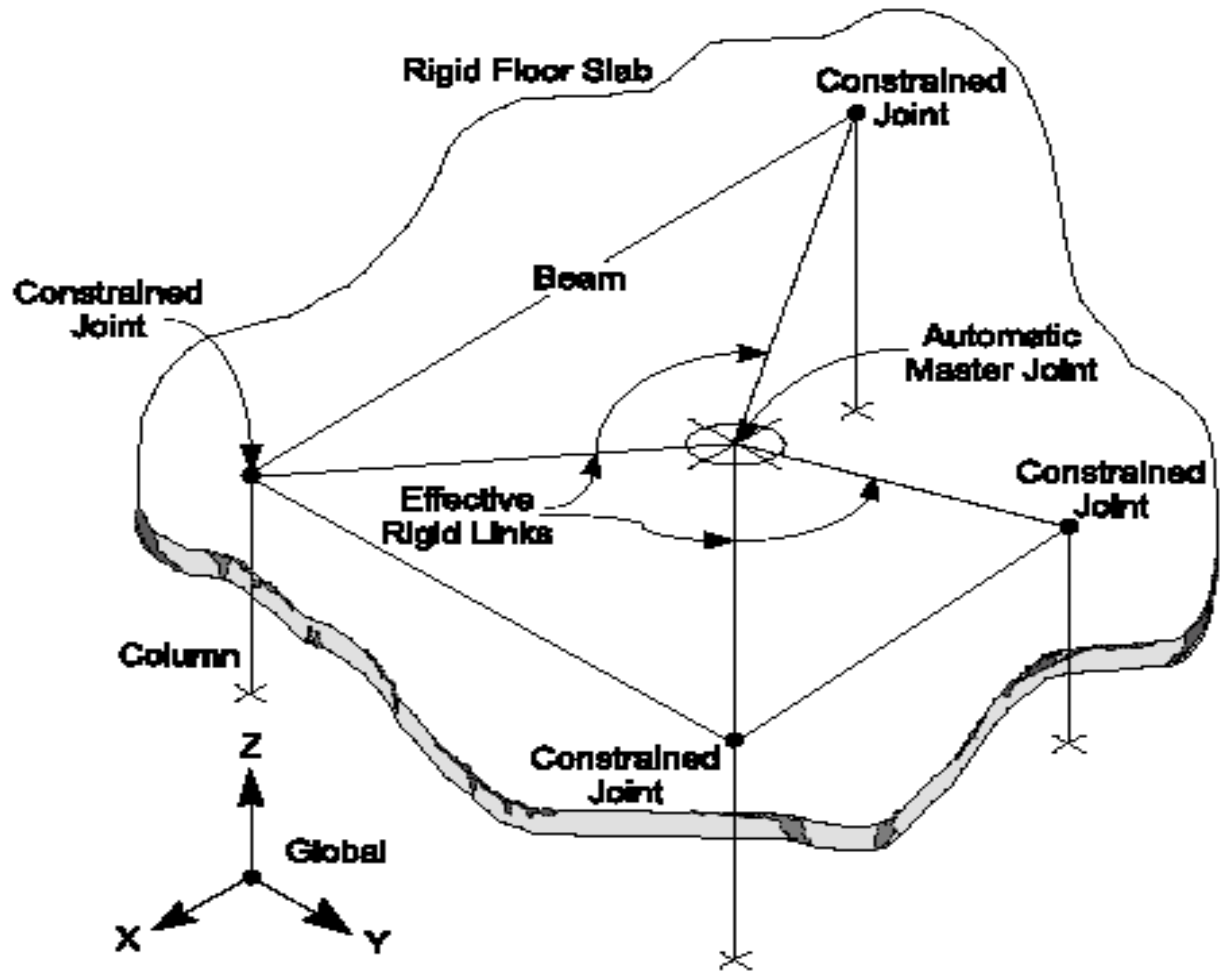 Rigid Floor Slab
Constrained
Joint
Beam
Constrained
Joint
Automatic
Master Joint
Constrained
Joint
Effective
Rigid Links
Column
Constrained
Joint
Z
Global
X
Y